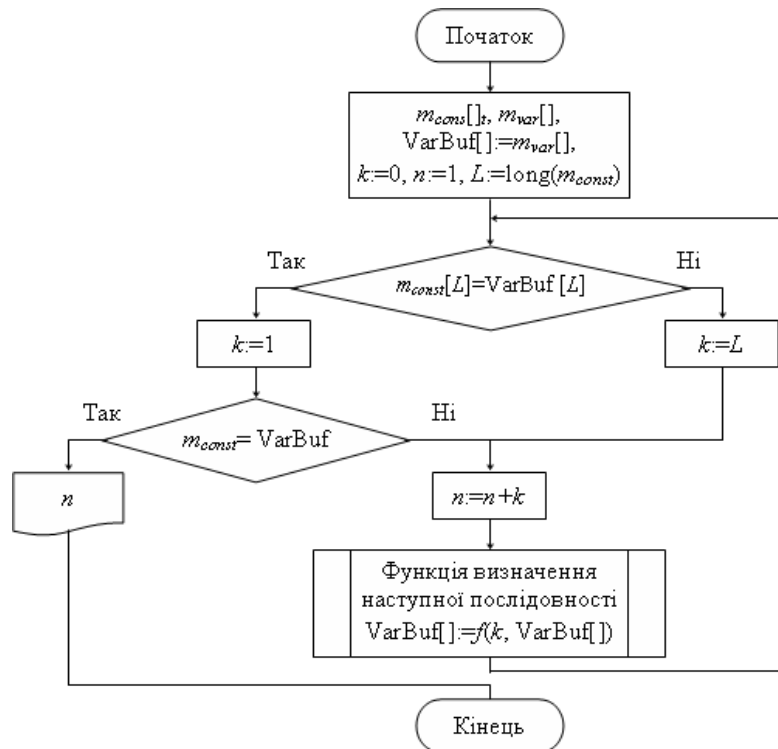 Початок
m_cons[]_t, m_var[],
VarBuf[]:=m_var[],
k:=0, n:=1, L:=long(m_const)
Так
Ні
m_const[L]=VarBuf [L]
k:=1
k:=L
Так
Ні
m_const= VarBuf
n
n:=n+k
Функція визначення
наступної послідовності
VarBuf[]:=f(k, VarBuf[])
Кінець